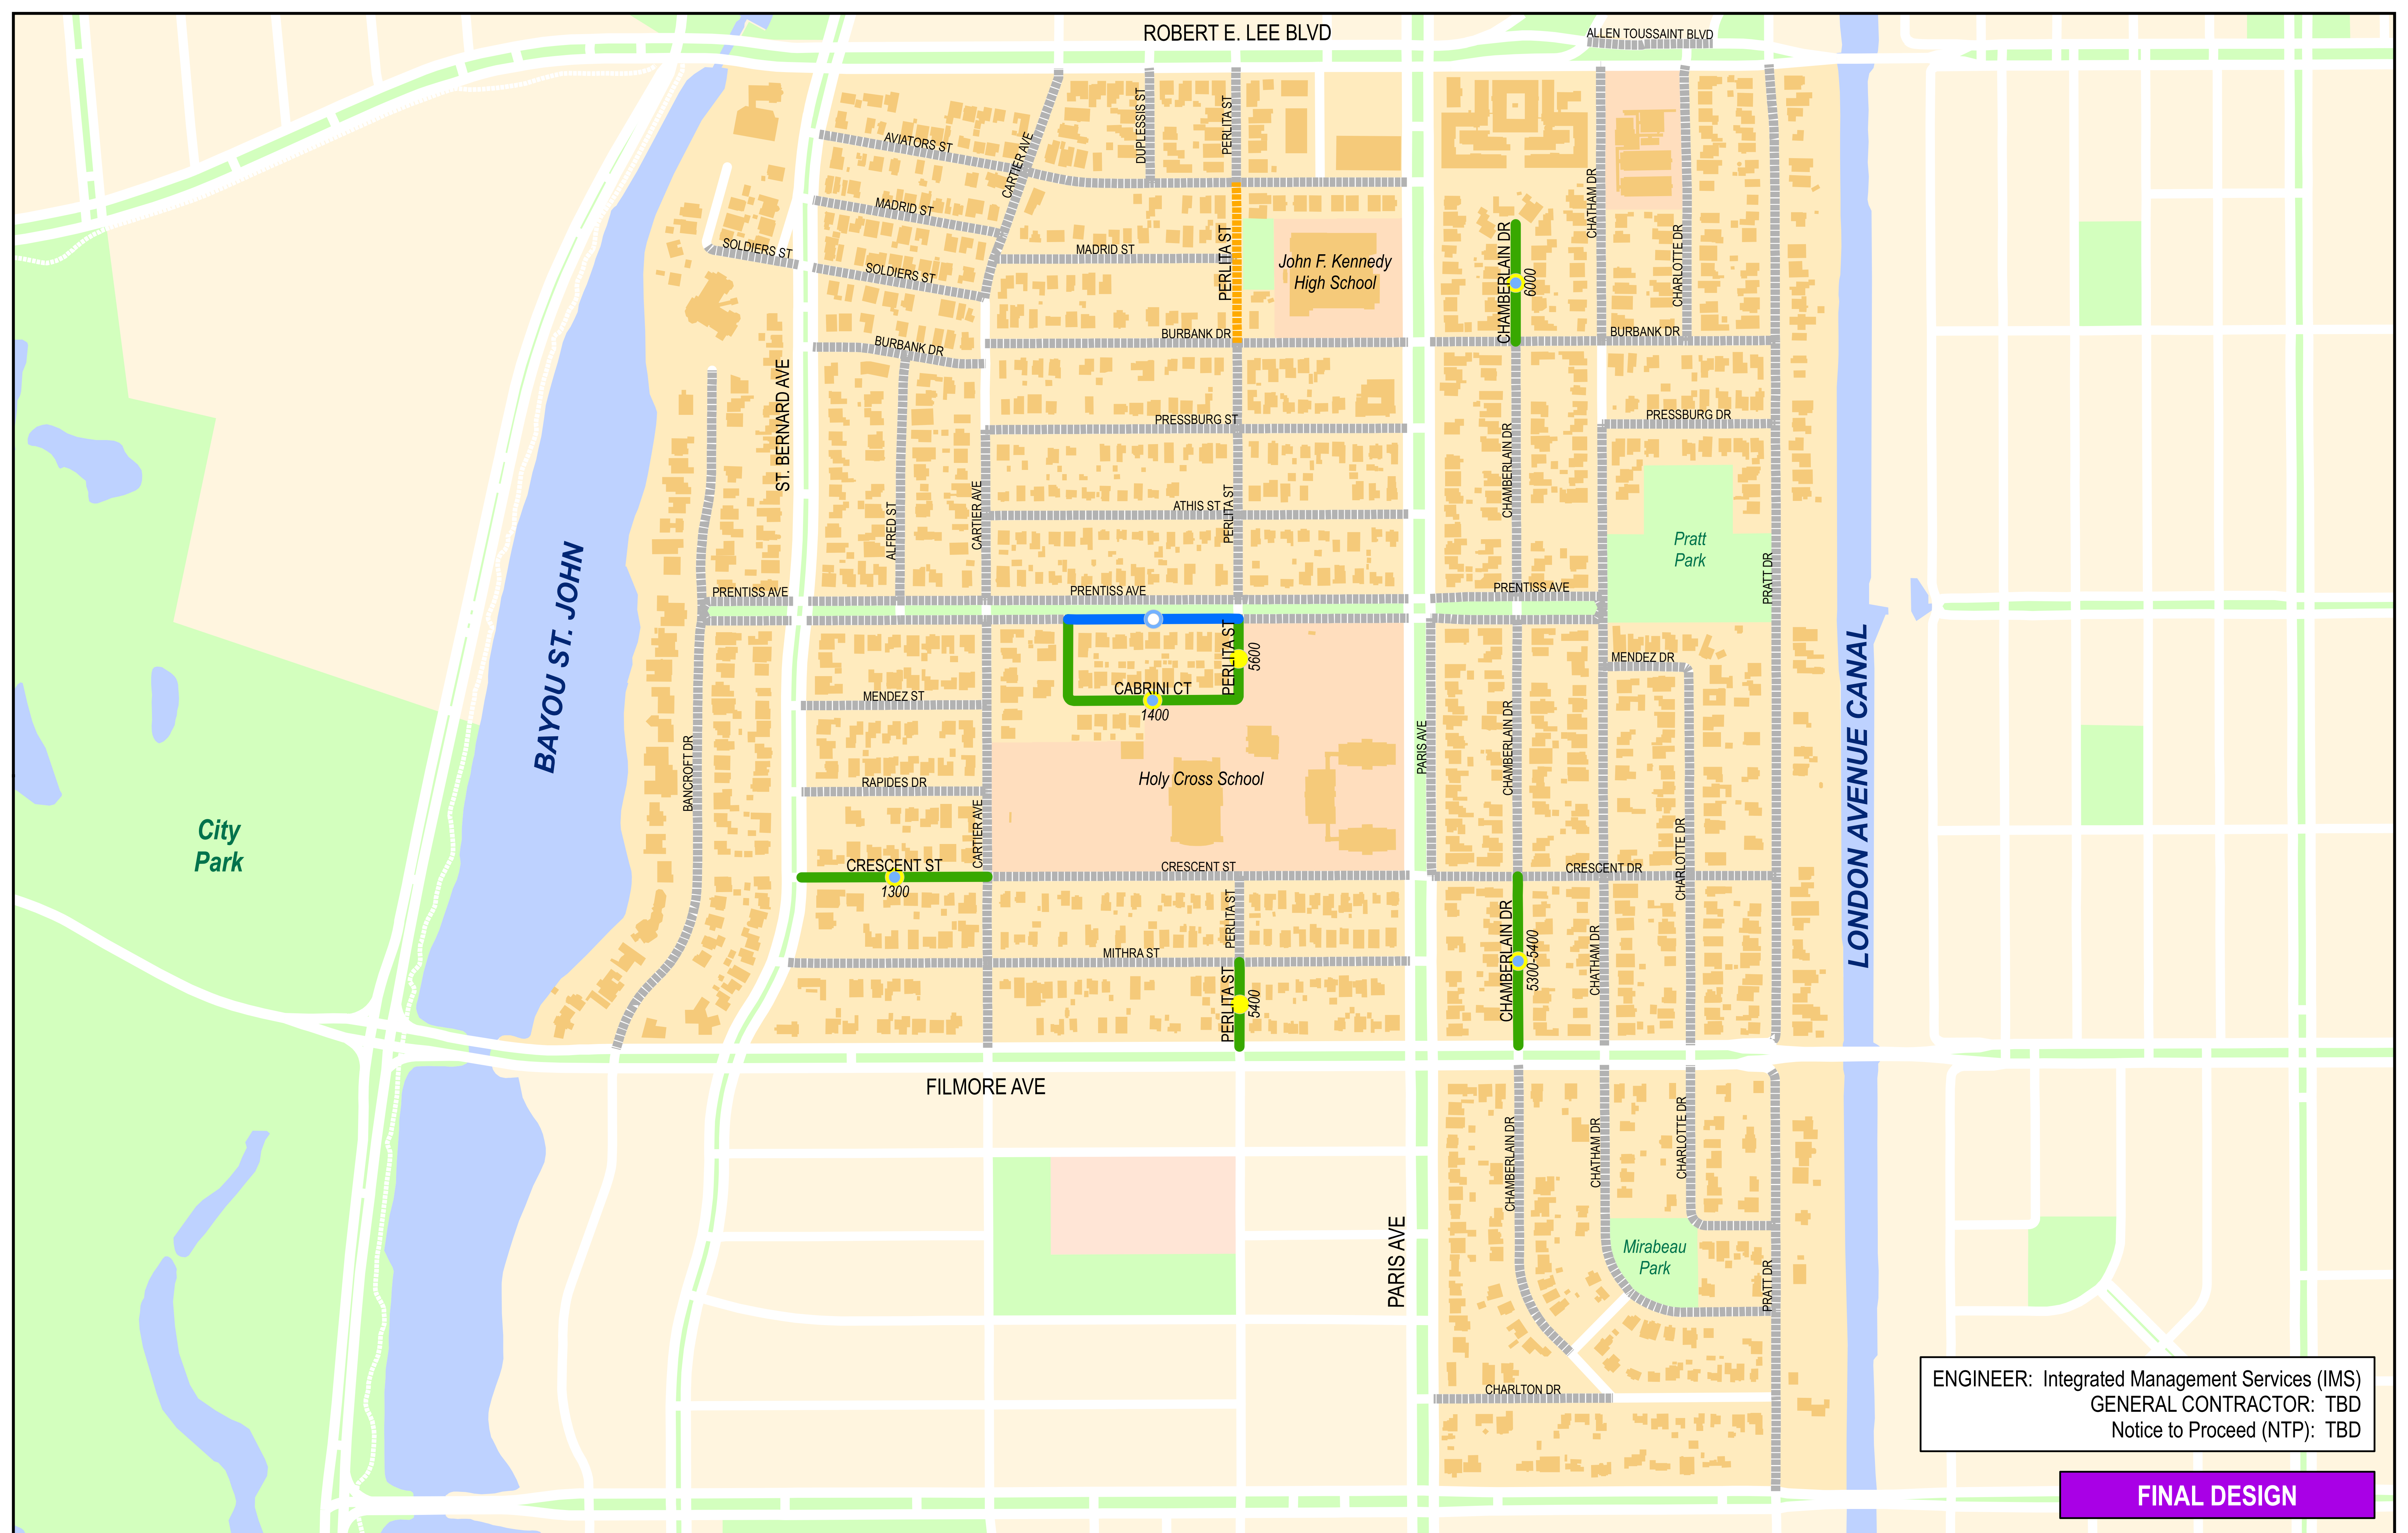 ROBERT E. LEE BLVD
ALLEN TOUSSAINT BLVD
AVIATORS ST
CARTIER AVE
DUPLESSIS ST
PERLITA ST
CHATHAM DR
MADRID ST
SOLDIERS ST
SOLDIERS ST
MADRID ST
PERLITA ST
John F. Kennedy
High School
CHAMBERLAIN DR
6000
CHARLOTTE DR
BURBANK DR
BURBANK DR
BURBANK DR
ST. BERNARD AVE
PRESSBURG ST
PRESSBURG DR
ALFRED ST
CARTIER AVE
ATHIS ST
PERLITA ST
CHAMBERLAIN DR
Pratt
Park
PRATT DR
BAYOU ST. JOHN
PRENTISS AVE
PRENTISS AVE
PRENTISS AVE
PERLITA ST
5600
MENDEZ ST
CABRINI CT
1400
MENDEZ DR
LONDON AVENUE CANAL
BANCROFT DR
RAPIDES DR
Holy Cross School
PARIS AVE
CHAMBERLAIN DR
City
Park
CARTIER AVE
CHARLOTTE DR
CRESCENT ST
1300
CRESCENT ST
CRESCENT DR
PERLITA ST
CHAMBERLAIN DR
5300-5400
CHATHAM DR
MITHRA ST
PERLITA ST
5400
FILMORE AVE
CHAMBERLAIN DR
CHATHAM DR
CHARLOTTE DR
PARIS AVE
Mirabeau
Park
PRATT DR
CHARLTON DR
ENGINEER: Integrated Management Services (IMS)
GENERAL CONTRACTOR: TBD
Notice to Proceed (NTP): TBD
FINAL DESIGN